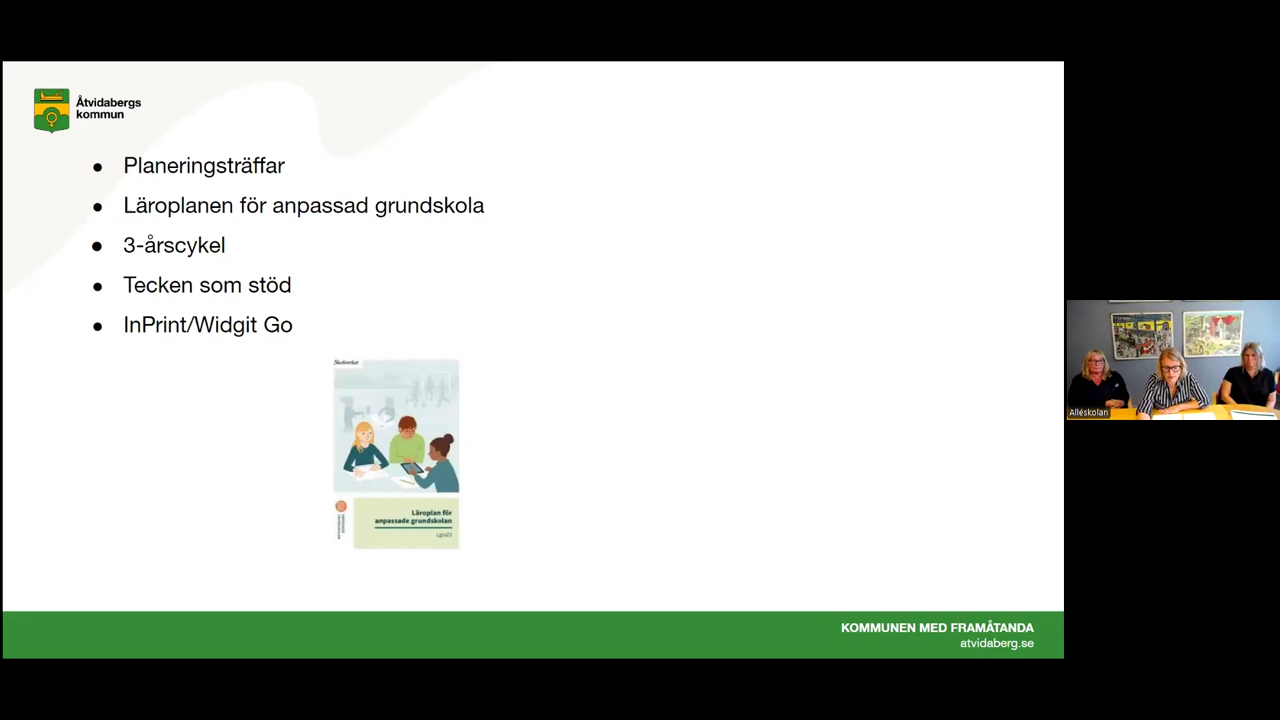 Åtvidabergs
kommun
Planeringsträffar
Läroplanen för anpassad grundskola
3-årscykel
Tecken som stöd
InPrint/Widgit Go
Skolverket
Läroplan för
anpassade grundskolan
Lgra22
KOMMUNEN MED FRAMÅTANDA
atvidaberg.se
Alléskolan